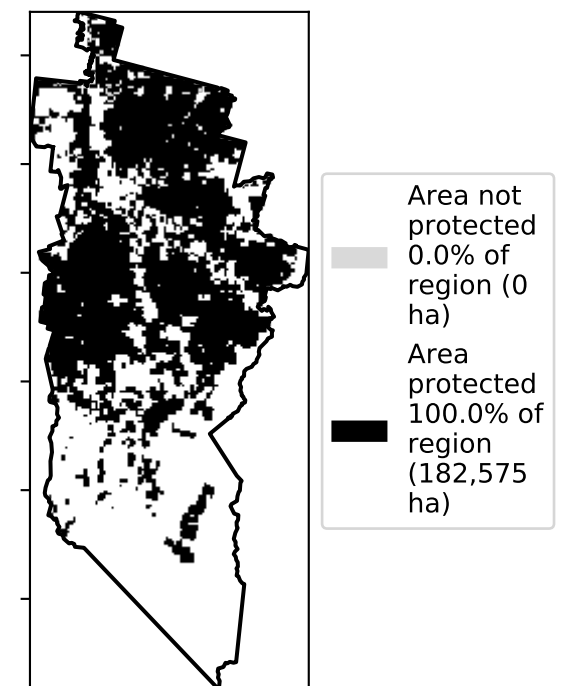 Area not
protected
0.0% of
region (0
ha)
Area
protected
100.0% of
region
(182,575
ha)